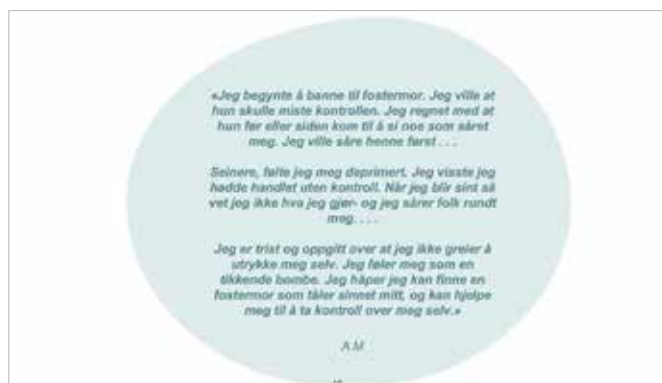 «Jeg begynte å banne til fostermor. Jeg ville at
hun skulle miste kontrollen. Jeg regnet med at
hun før eller siden kom til å si noe som såret
meg. Jeg ville såre henne først . . .
Seinere, følte jeg meg deprimert. Jeg visste jeg
hadde handlet uten kontroll. Når jeg blir sint så
vet jeg ikke hva jeg gjør- og jeg sårer folk rundt
meg. . . .
Jeg er trist og oppgitt over at jeg ikke greier å
utrykke meg selv. Jeg føler meg som en
tikkende bombe. Jeg håper jeg kan finne en
fostermor som tåler sinnet mitt, og kan hjelpe
meg til å ta kontroll over meg selv.»
A.M